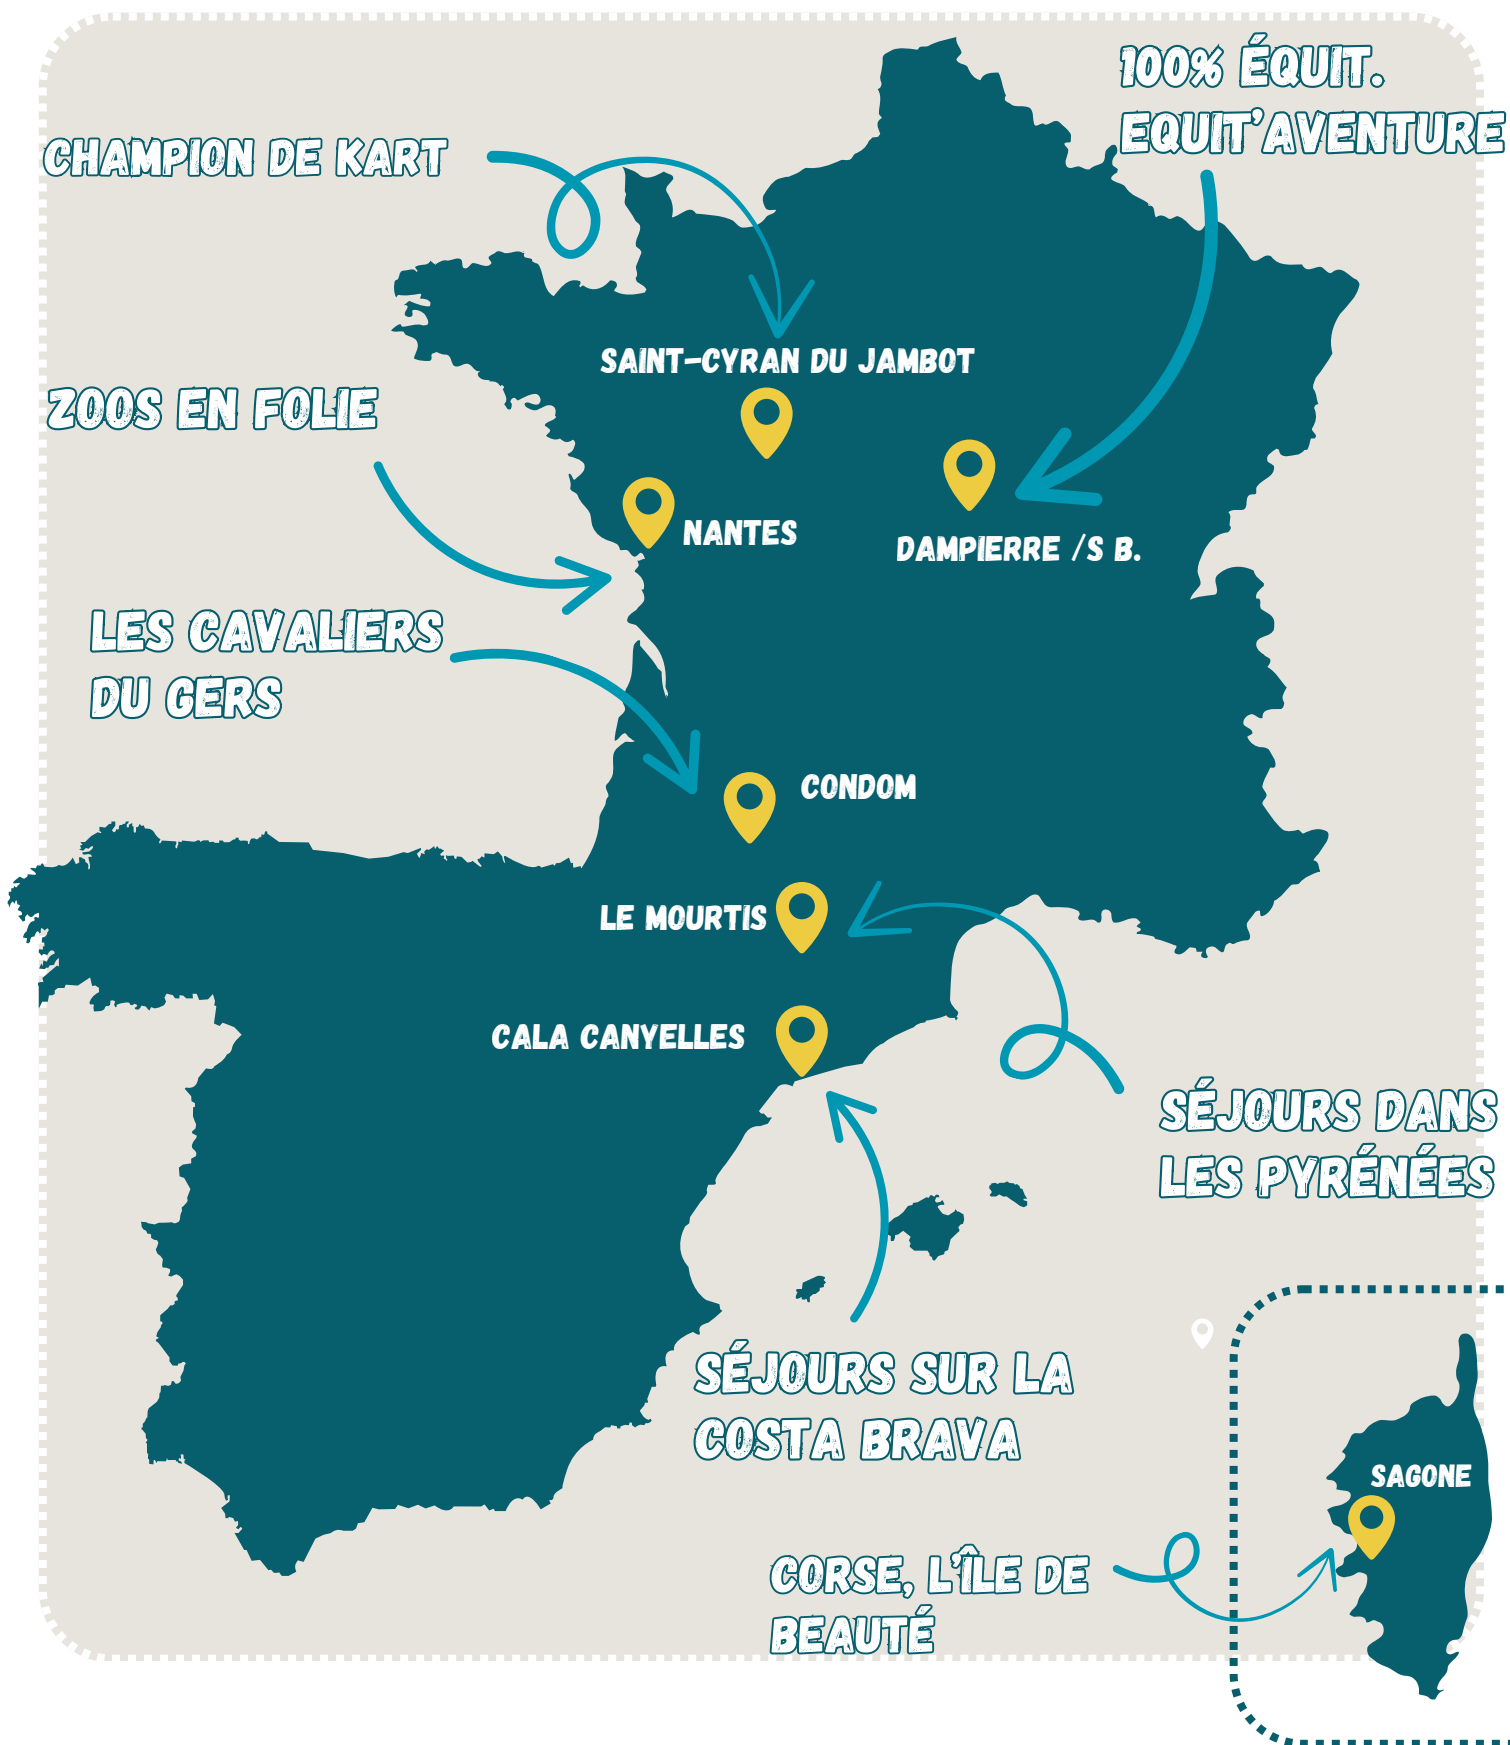 100% ÉQUIT.
EQUIT'AVENTURE
CHAMPION DE KART
SAINT-CYRAN DU JAMBOT
ZOOS EN FOLIE
NANTES
DAMPIERRE /S B.
LES CAVALIERS
DU GERS
CONDOM
LE MOURTIS
CALA CANYELLES
SÉJOURS DANS
LES PYRÉNÉES
SÉJOURS SUR LA
COSTA BRAVA
SAGONE
CORSE, L'ÎLE DE
BEAUTÉ